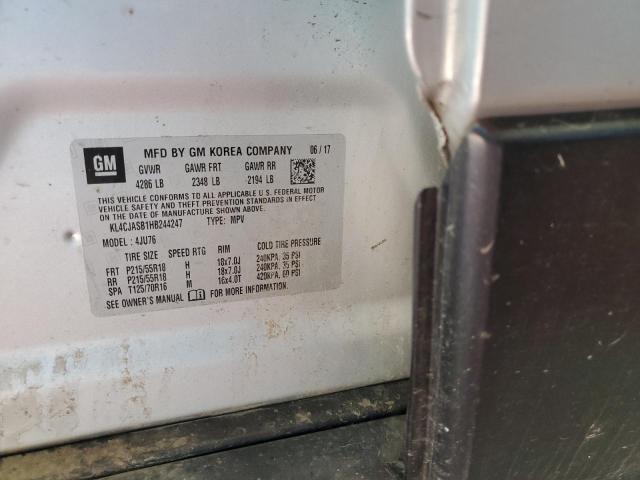 GM
MFD BY GM KOREA COMPANY 06/17
GVWR GAWR FRT GAWR RR
4286 LB 2348 LB 2194 LB
THIS VEHICLE CONFORMS TO ALL APPLICABLE U.S. FEDERAL MOTOR
VEHICLE SAFETY AND THEFT PREVENTION STANDARDS IN EFFECT
ON THE DATE OF MANUFACTURE SHOWN ABOVE.
KL4CJASB1HB244247 TYPE: MPV
MODEL: 4JU76
TIRE SIZE SPEED RTG RIM COLD TIRE PRESSURE
FRT P215/55R18 H 18x7.0J 240KPA, 35 PSI
RR P215/55R18 H 18x7.0J 240KPA, 35 PSI
SPA T125/70R16 M 16x4.0T 420KPA, 60 PSI
SEE OWNER'S MANUAL FOR MORE INFORMATION.